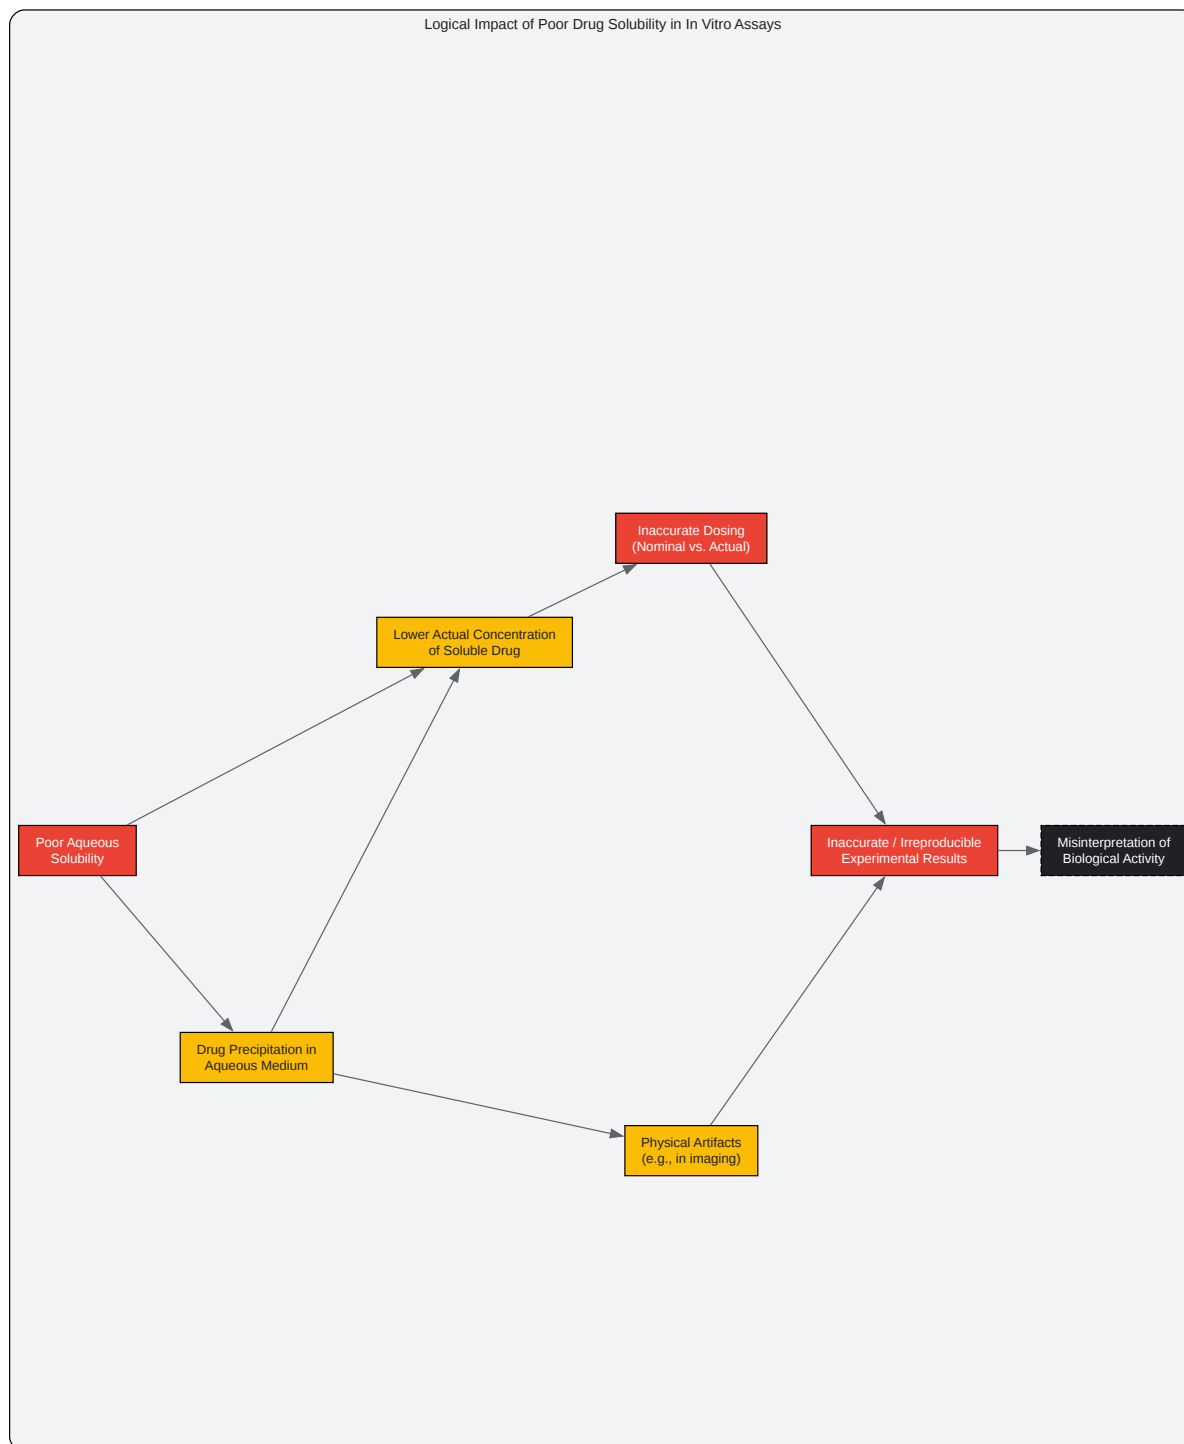 Logical Impact of Poor Drug Solubility in In Vitro Assays
Inaccurate Dosing
(Nominal vs. Actual)
Lower Actual Concentration
of Soluble Drug
Poor Aqueous
Solubility
Inaccurate / Irreproducible
Experimental Results
Misinterpretation of
Biological Activity
Drug Precipitation in
Aqueous Medium
Physical Artifacts
(e.g., in imaging)